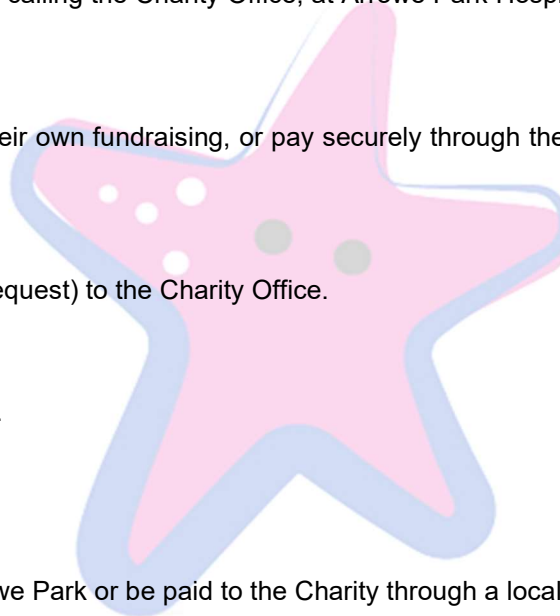 calling the Charity Office, at Arrowe Park Hospi
eir own fundraising, or pay securely through the
equest) to the Charity Office.
.
we Park or be paid to the Charity through a local